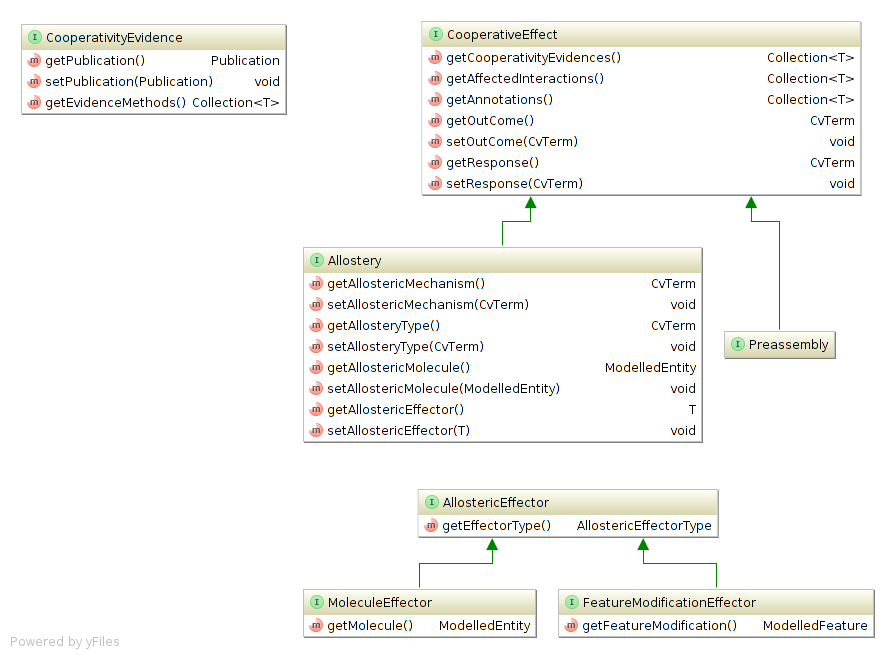 CooperativityEvidence
getPublication() Publication
setPublication(Publication) void
getEvidenceMethods() Collection<T>
CooperativeEffect
getCooperativityEvidences() Collection<T>
getAffectedInteractions() Collection<T>
getAnnotations() Collection<T>
getOutCome() CvTerm
setOutCome(CvTerm) void
getResponse() CvTerm
setResponse(CvTerm) void
Allostery
getAllostericMechanism() CvTerm
setAllostericMechanism(CvTerm) void
getAllosteryType() CvTerm
setAllosteryType(CvTerm) void
getAllostericMolecule() ModelledEntity
setAllostericMolecule(ModelledEntity) void
getAllostericEffector() T
setAllostericEffector(T) void
Preassembly
AllostericEffector
getEffectorType() AllostericEffectorType
MoleculeEffector
getMolecule() ModelledEntity
FeatureModificationEffector
getFeatureModification() ModelledFeature
Powered by yFiles